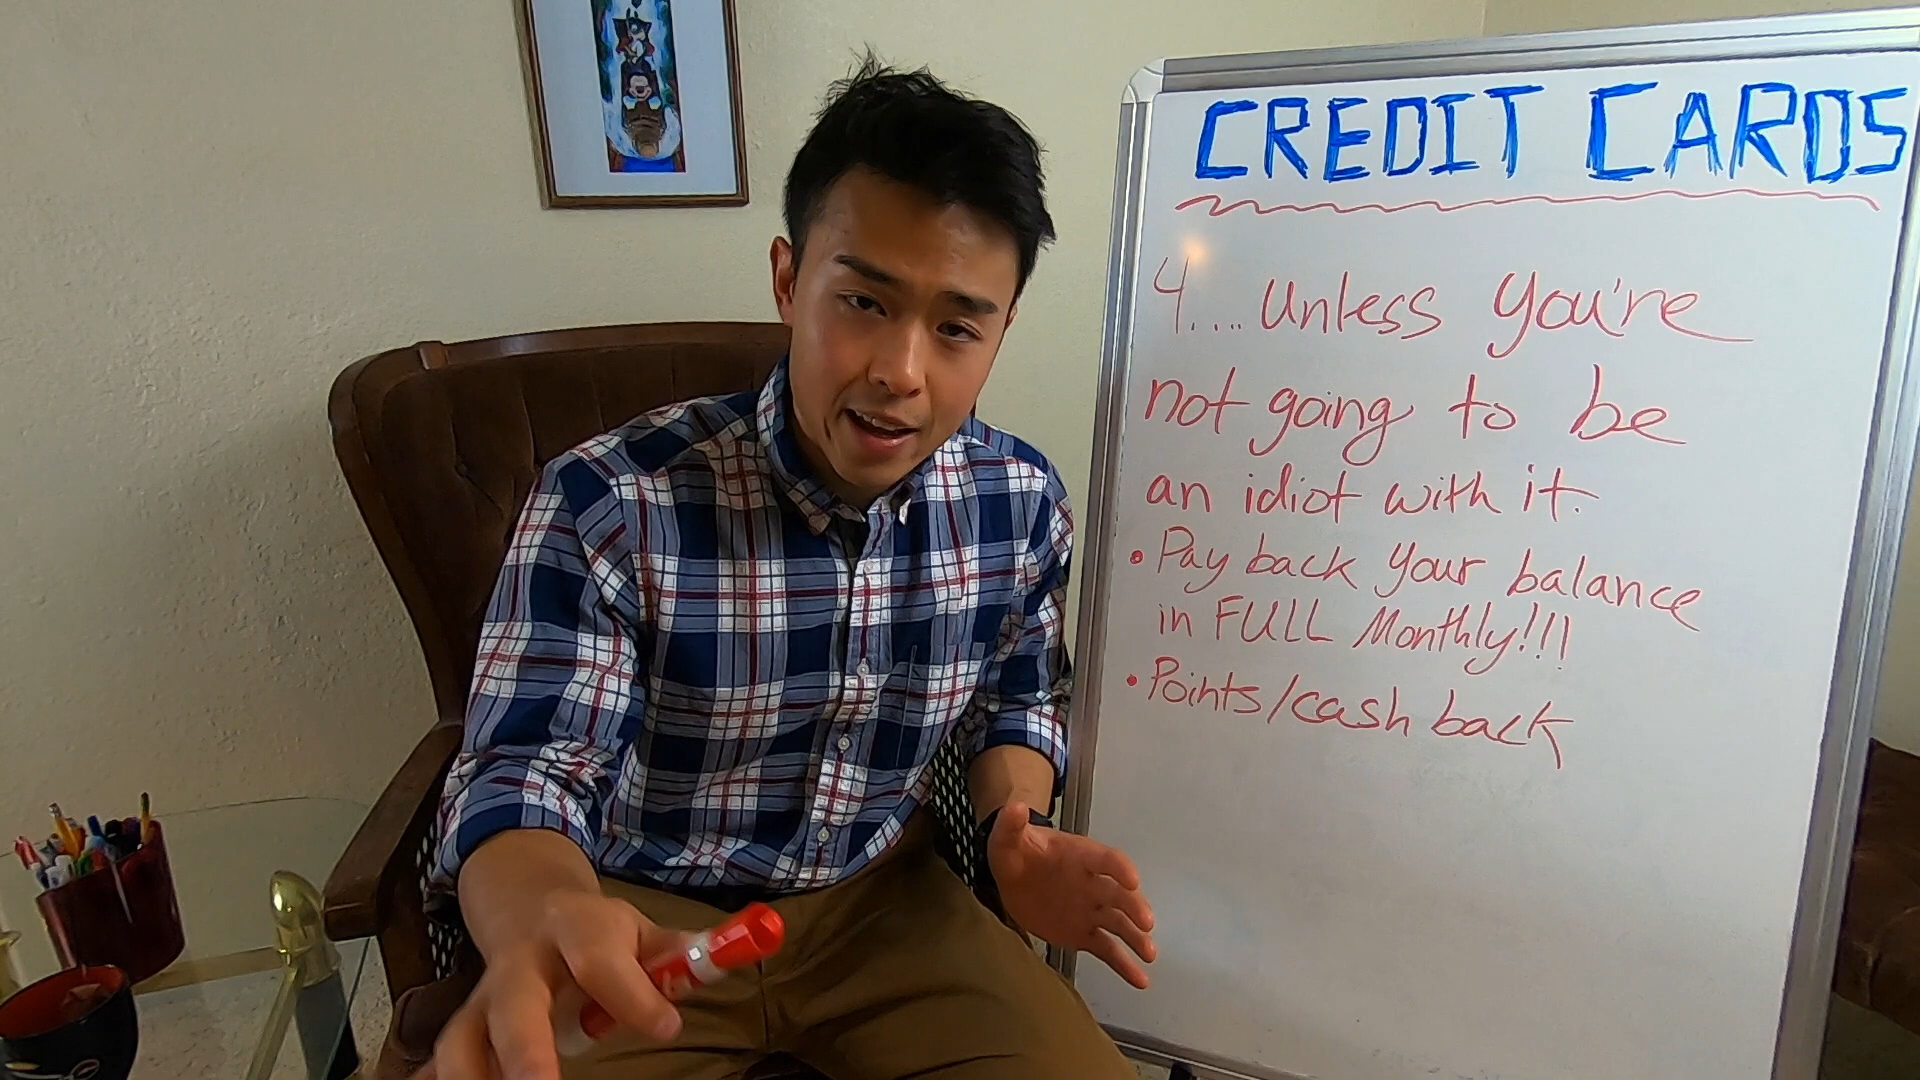 CREDIT CARDS
4.... Unless you're
not going to be
an idiot with it.
• Pay back your balance
in FULL Monthly!!!
• Points/cash back